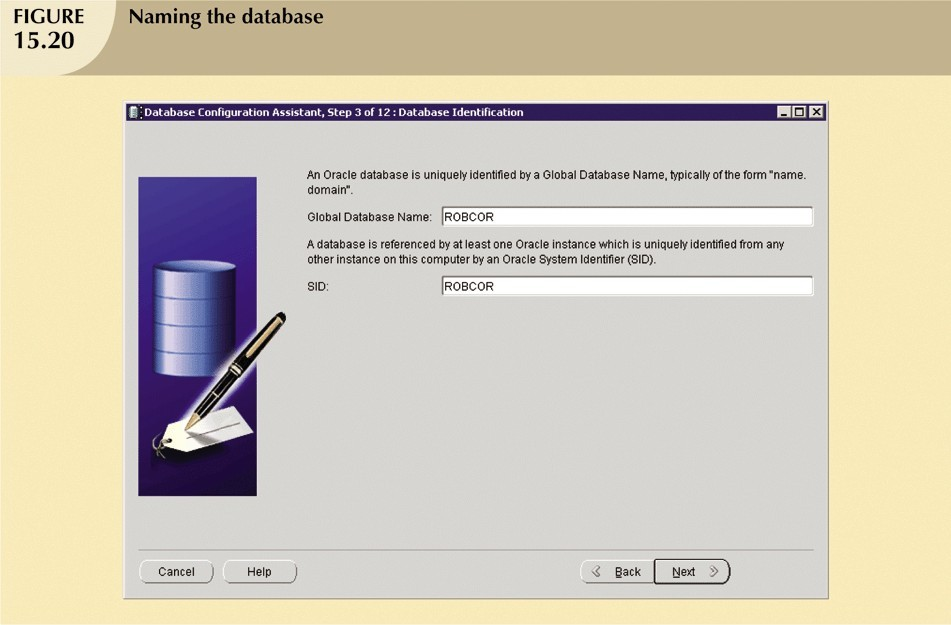 FIGURE
15.20
Naming the database
Database Configuration Assistant, Step 3 of 12 : Database Identification
An Oracle database is uniquely identified by a Global Database Name, typically of the form "name.
domain".
Global Database Name: ROBCOR
A database is referenced by at least one Oracle instance which is uniquely identified from any
other instance on this computer by an Oracle System Identifier (SID).
SID: ROBCOR
Cancel Help Back Next